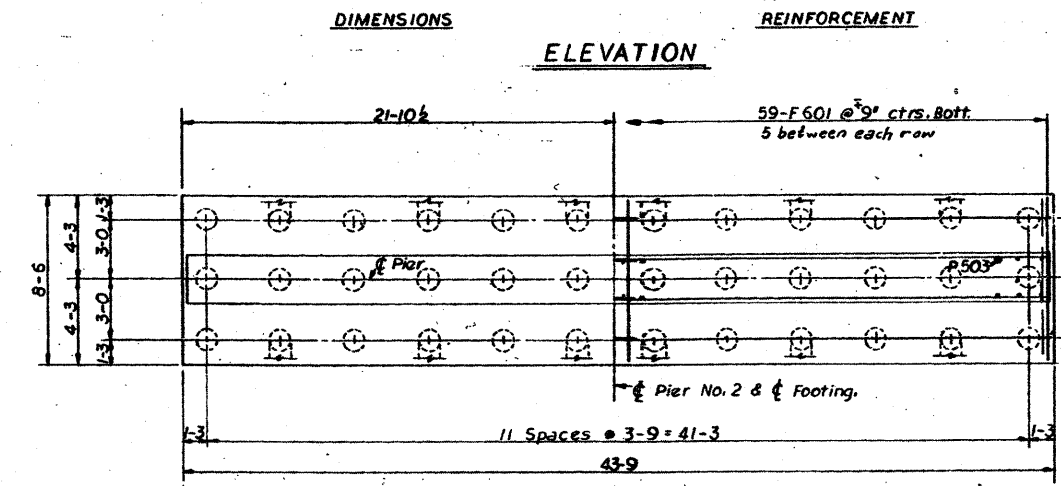 DIMENSIONS
REINFORCEMENT
ELEVATION
21-10½
59-F601 @ ∓9" ctrs. Bott.
5 between each row
8-6
4-3
4-3
1-3
3-0
3-0
1-3
℄ Pier
P503
℄ Pier No. 2 & ℄ Footing.
1-3
11 Spaces @ 3-9 = 41-3
1-3
43-9